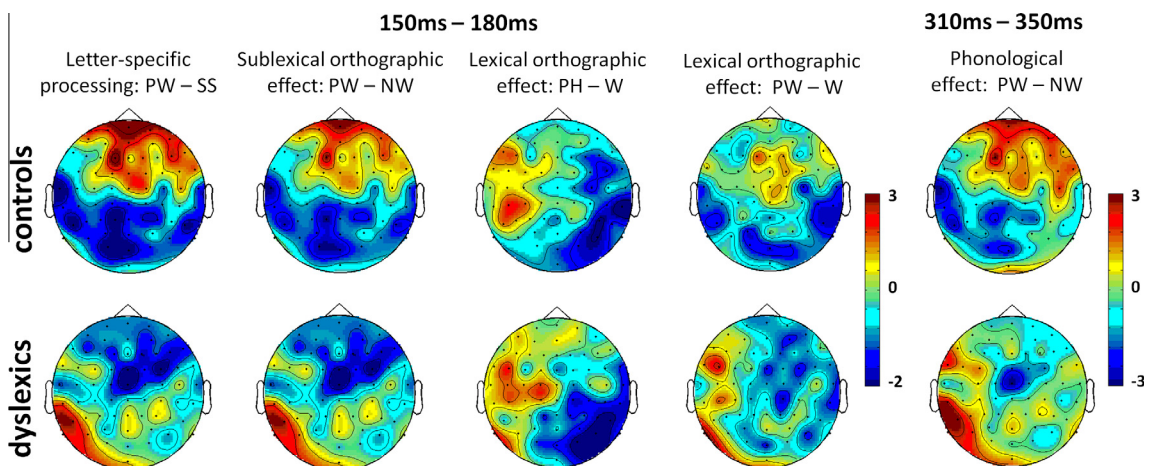 150ms – 180ms
310ms – 350ms
Letter-specific
processing: PW – SS
Sublexical orthographic
effect: PW – NW
Lexical orthographic
effect: PH – W
Lexical orthographic
effect: PW – W
Phonological
effect: PW – NW
controls
3
0
-2
3
0
-3
dyslexics